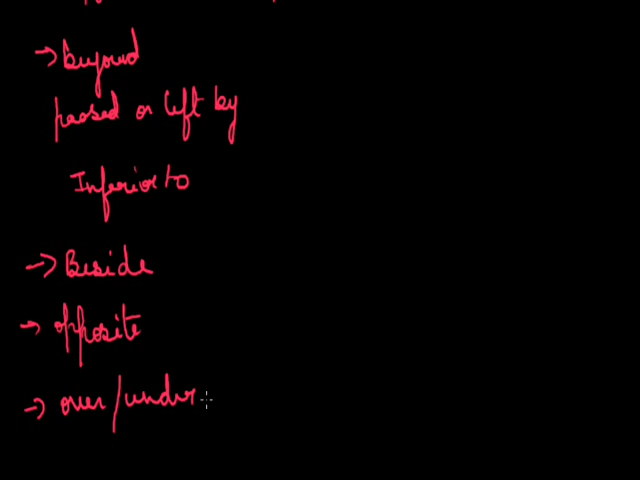 → beyond
passed or left by
Inferior to
→ Beside
→ opposite
→ over/under